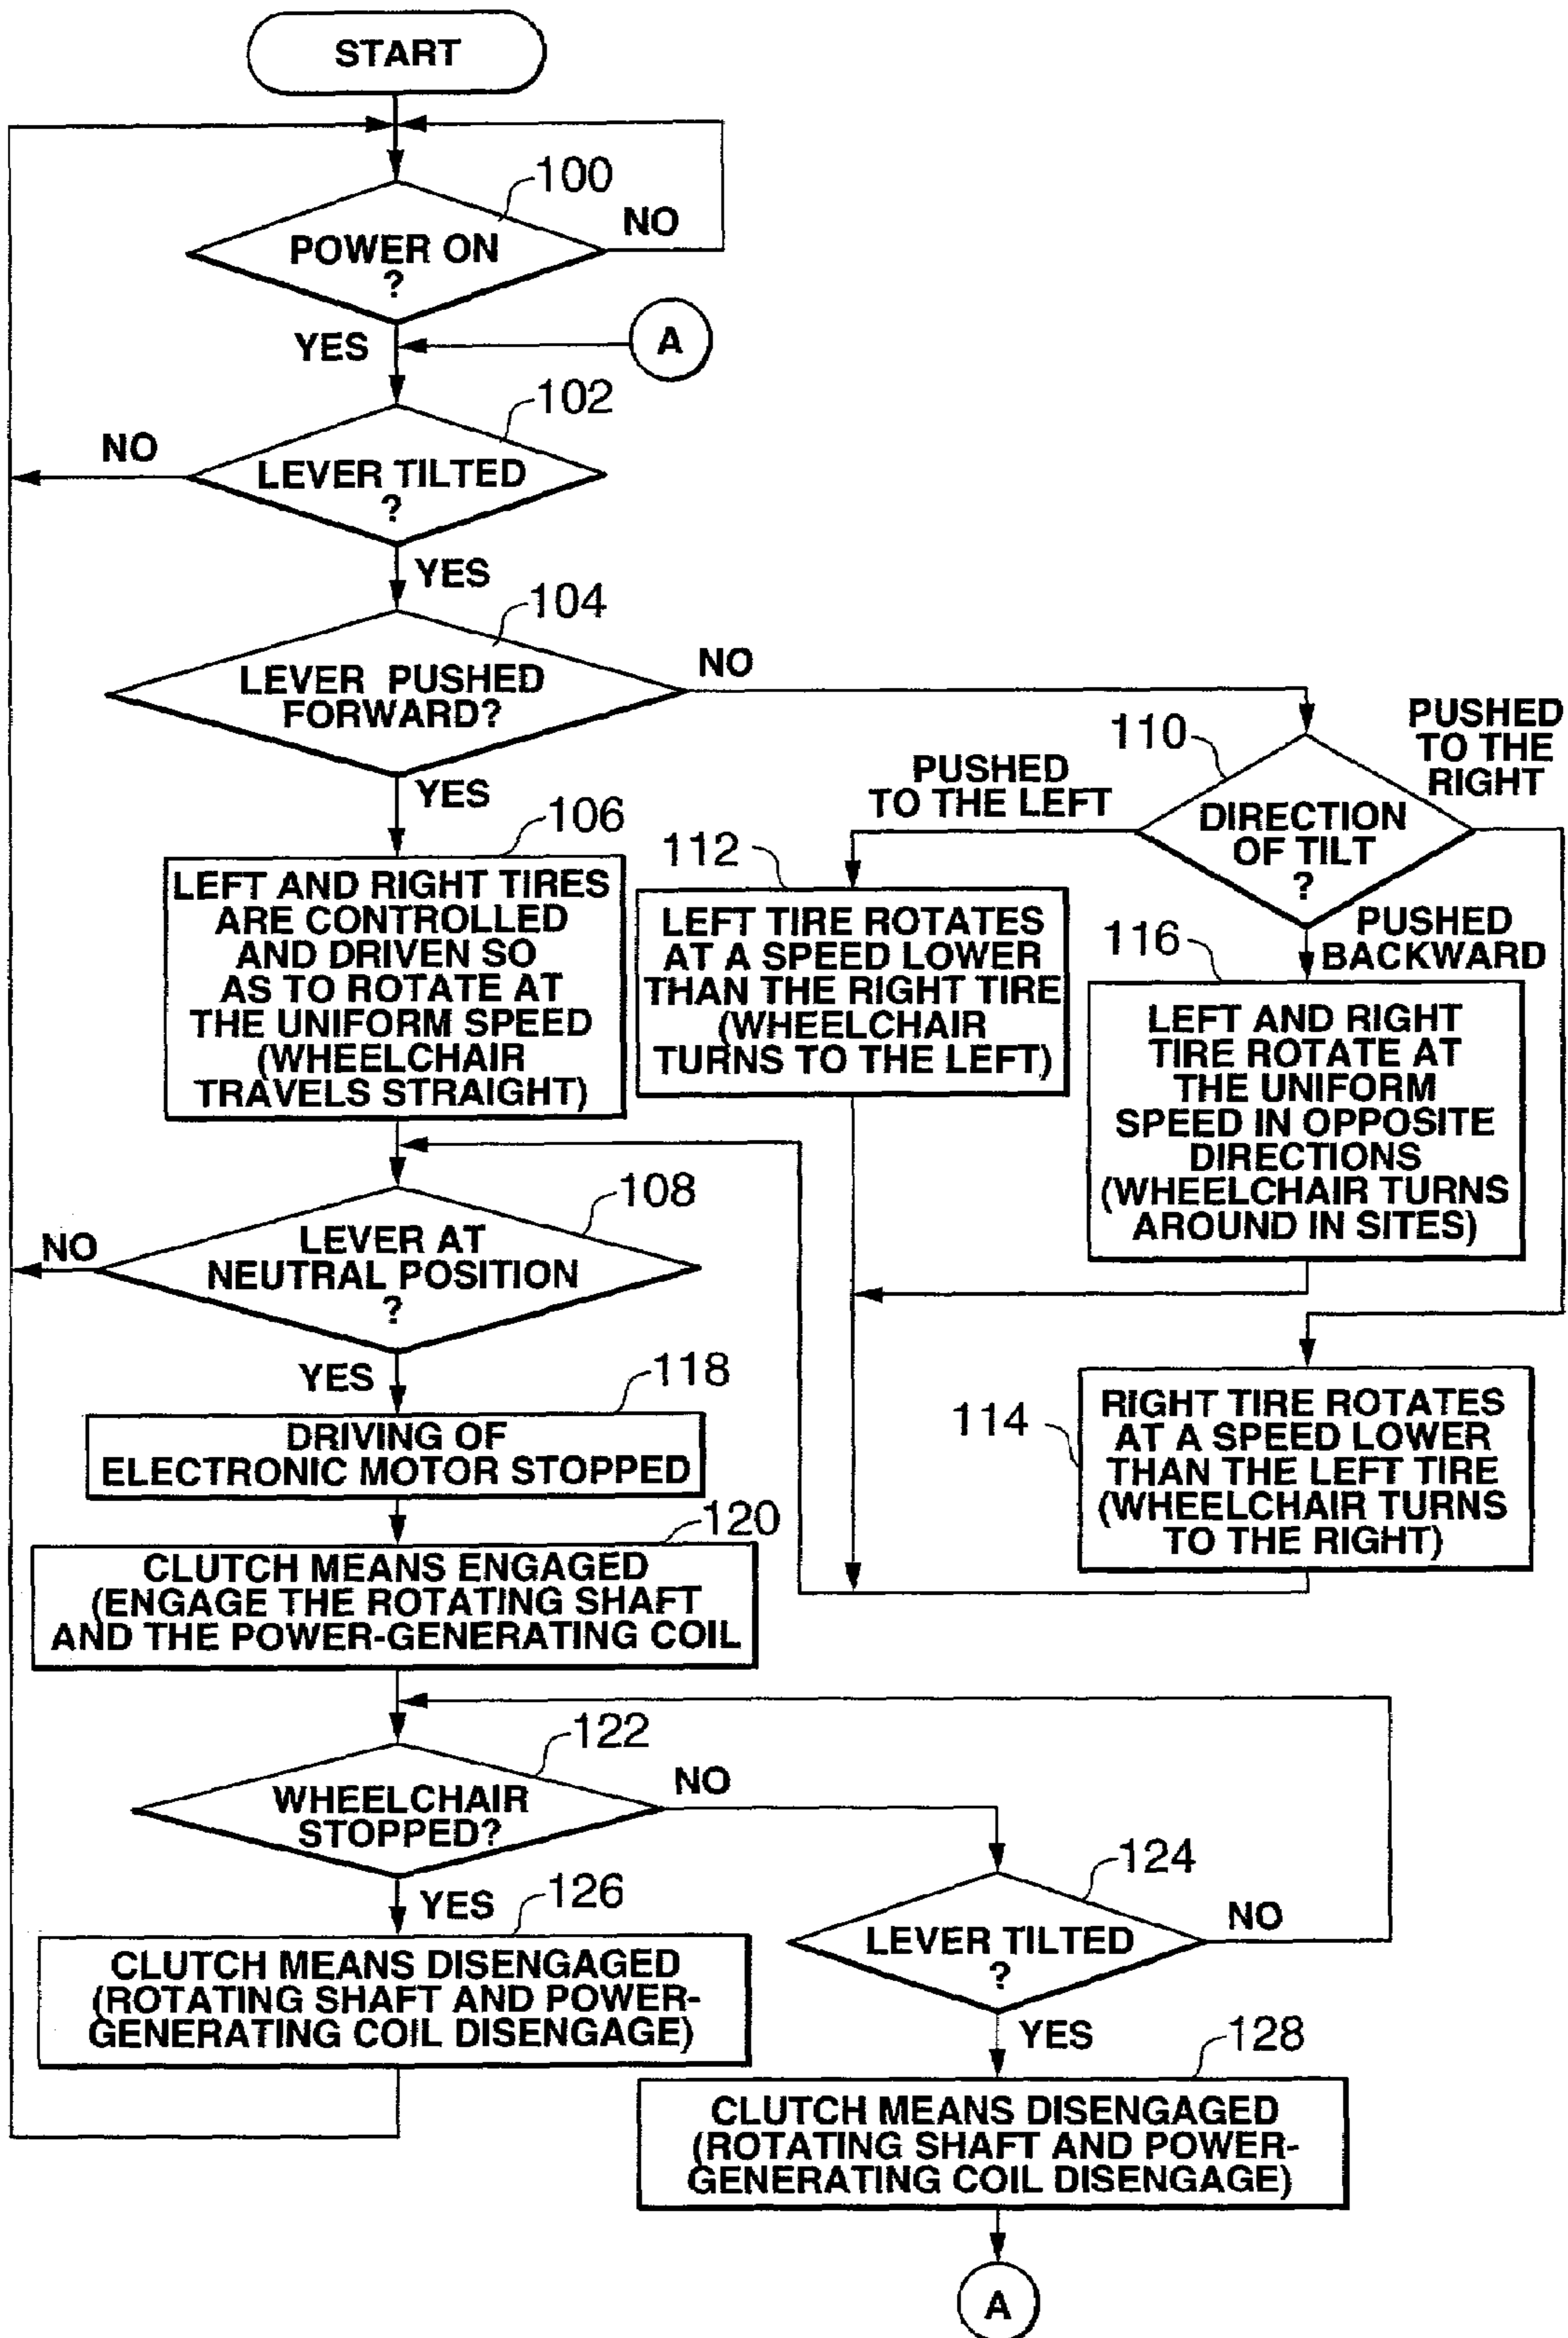 START
100
NO
POWER ON
?
YES
A
102
NO
LEVER TILTED
?
YES
104
NO
LEVER PUSHED
FORWARD?
YES
110
PUSHED
TO THE
RIGHT
PUSHED
TO THE LEFT
DIRECTION
OF TILT
?
106
LEFT AND RIGHT TIRES
ARE CONTROLLED
AND DRIVEN SO
AS TO ROTATE AT
THE UNIFORM SPEED
(WHEELCHAIR
TRAVELS STRAIGHT)
112
LEFT TIRE ROTATES
AT A SPEED LOWER
THAN THE RIGHT TIRE
(WHEELCHAIR
TURNS TO THE LEFT)
116
PUSHED
BACKWARD
LEFT AND RIGHT
TIRE ROTATE AT
THE UNIFORM
SPEED IN OPPOSITE
DIRECTIONS
(WHEELCHAIR TURNS
AROUND IN SITES)
108
NO
LEVER AT
NEUTRAL POSITION
?
YES
118
DRIVING OF
ELECTRONIC MOTOR STOPPED
114
RIGHT TIRE ROTATES
AT A SPEED LOWER
THAN THE LEFT TIRE
(WHEELCHAIR TURNS
TO THE RIGHT)
120
CLUTCH MEANS ENGAGED
(ENGAGE THE ROTATING SHAFT
AND THE POWER-GENERATING COIL
122
NO
WHEELCHAIR
STOPPED?
YES
124
LEVER TILTED
?
NO
YES
126
CLUTCH MEANS DISENGAGED
(ROTATING SHAFT AND POWER-
GENERATING COIL DISENGAGE)
128
CLUTCH MEANS DISENGAGED
(ROTATING SHAFT AND POWER-
GENERATING COIL DISENGAGE)
A